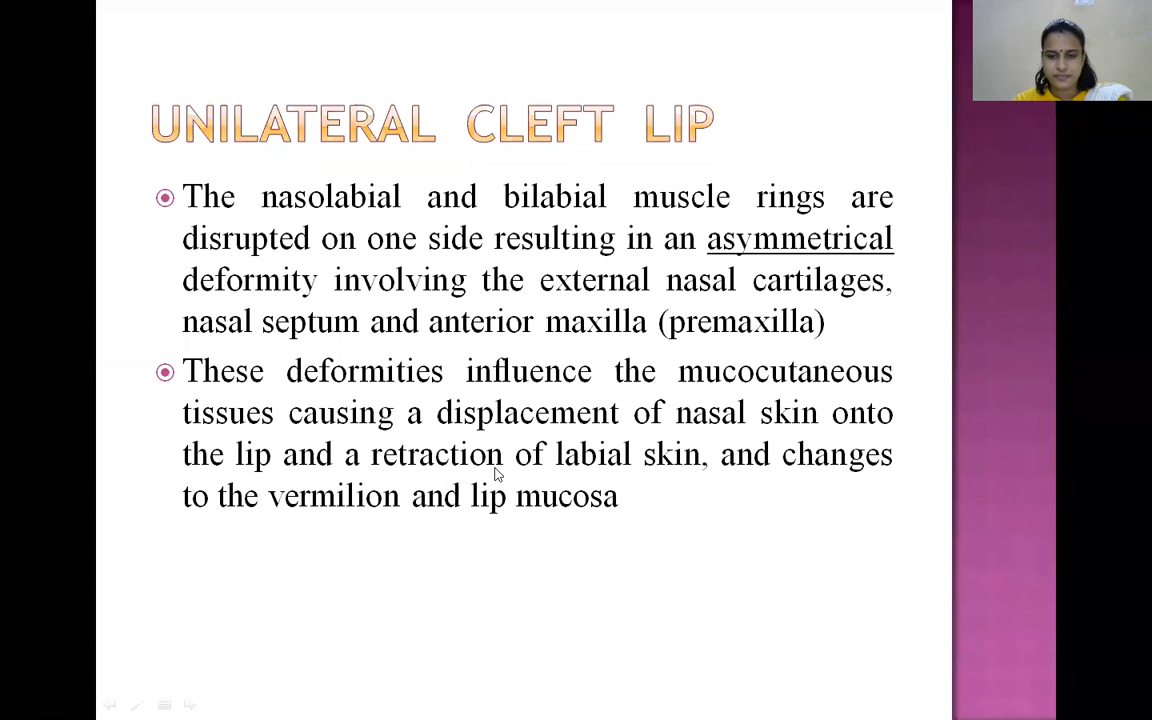 UNILATERAL CLEFT LIP
The nasolabial and bilabial muscle rings are
disrupted on one side resulting in an asymmetrical
deformity involving the external nasal cartilages,
nasal septum and anterior maxilla (premaxilla)
These deformities influence the mucocutaneous
tissues causing a displacement of nasal skin onto
the lip and a retraction of labial skin, and changes
to the vermilion and lip mucosa